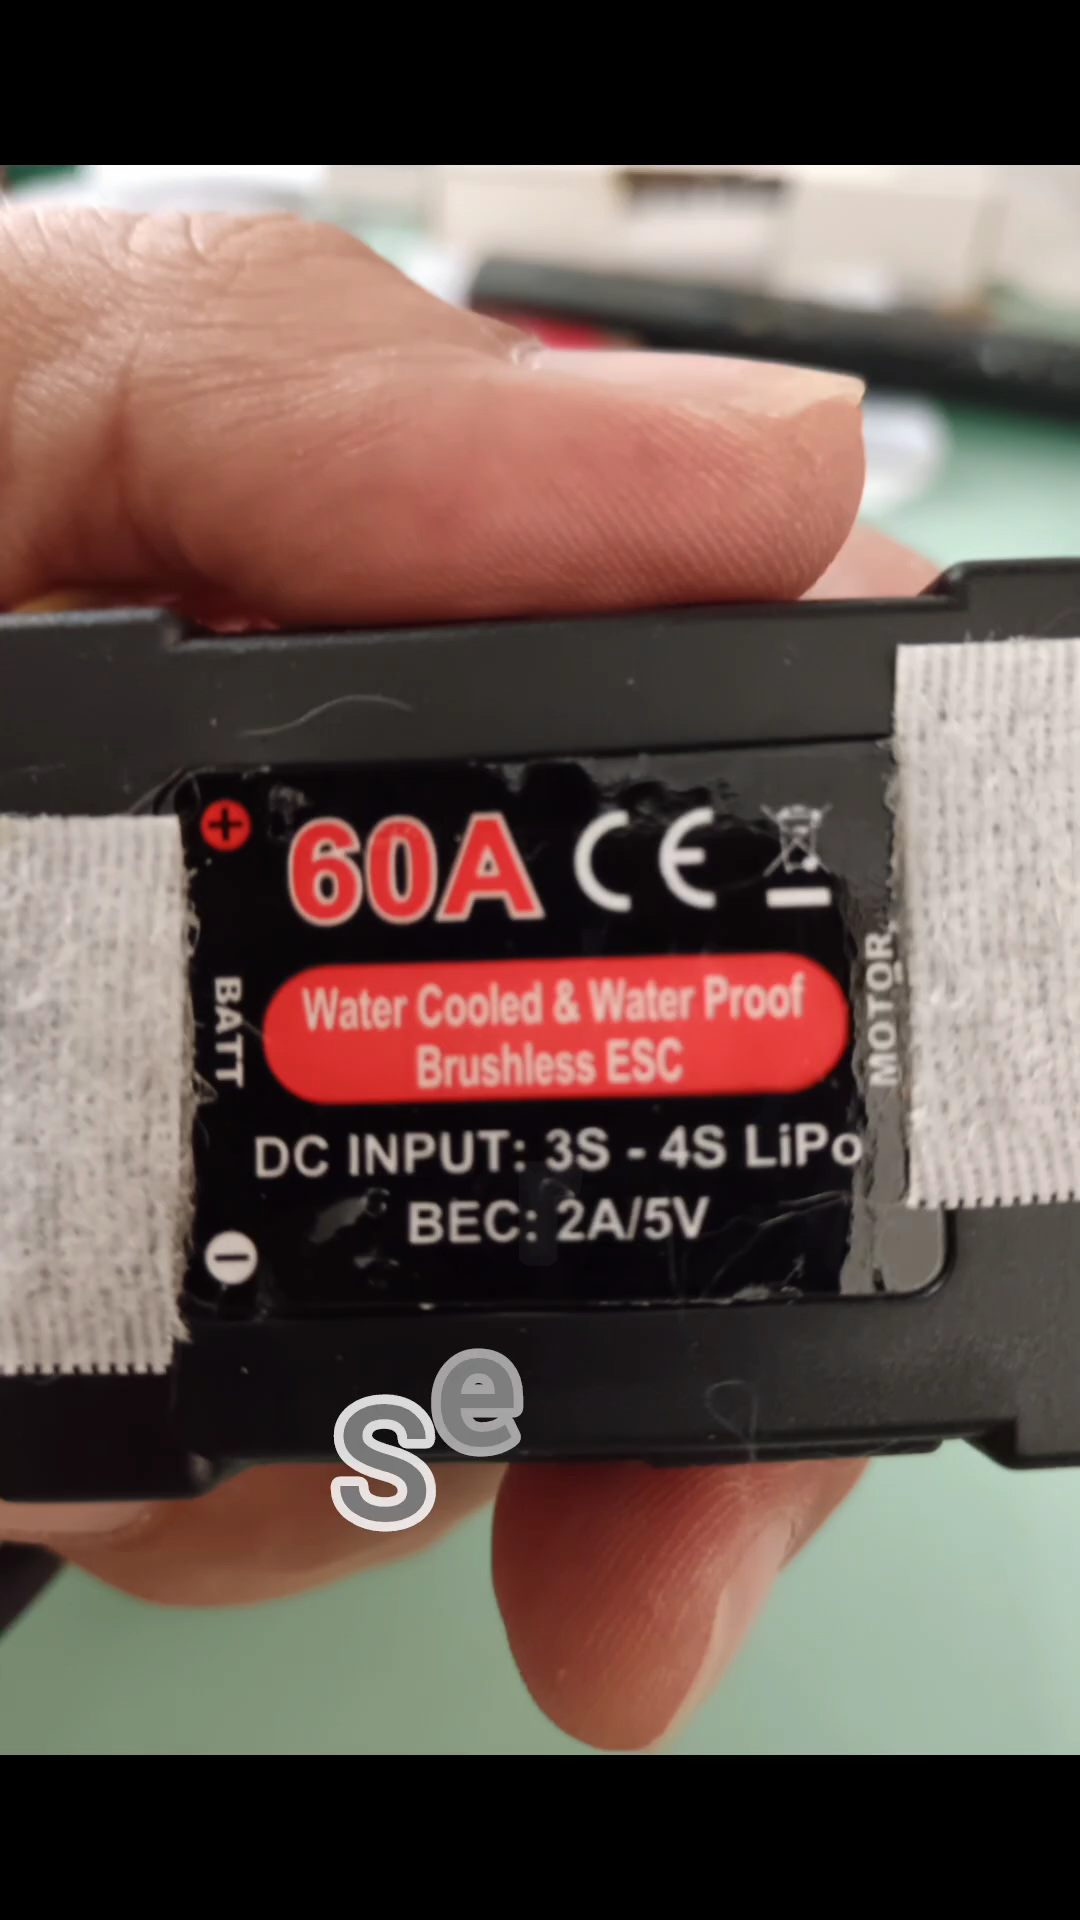 60A CE
BATT
MOTOR
Water Cooled & Water Proof
Brushless ESC
DC INPUT: 3S - 4S LiPo
BEC: 2A/5V
se